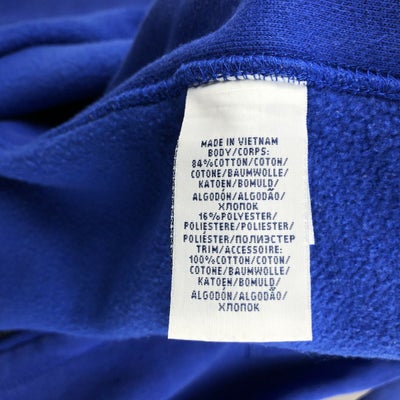 MADE IN VIETNAM
BODY/CORPS:
84%COTTON/COTON/
COTONE/BAUMWOLLE/
KATOEN/BOMULD/
ALGODÓN/ALGODÃO/
ХЛОПОК
16%POLYESTER/
POLIESTERE/POLIESTER/
POLIÉSTER/ПОЛИЭСТЕР
TRIM/ACCESSOIRE:
100%COTTON/COTON/
COTONE/BAUMWOLLE/
KATOEN/BOMULD/
ALGODÓN/ALGODÃO/
ХЛОПОК